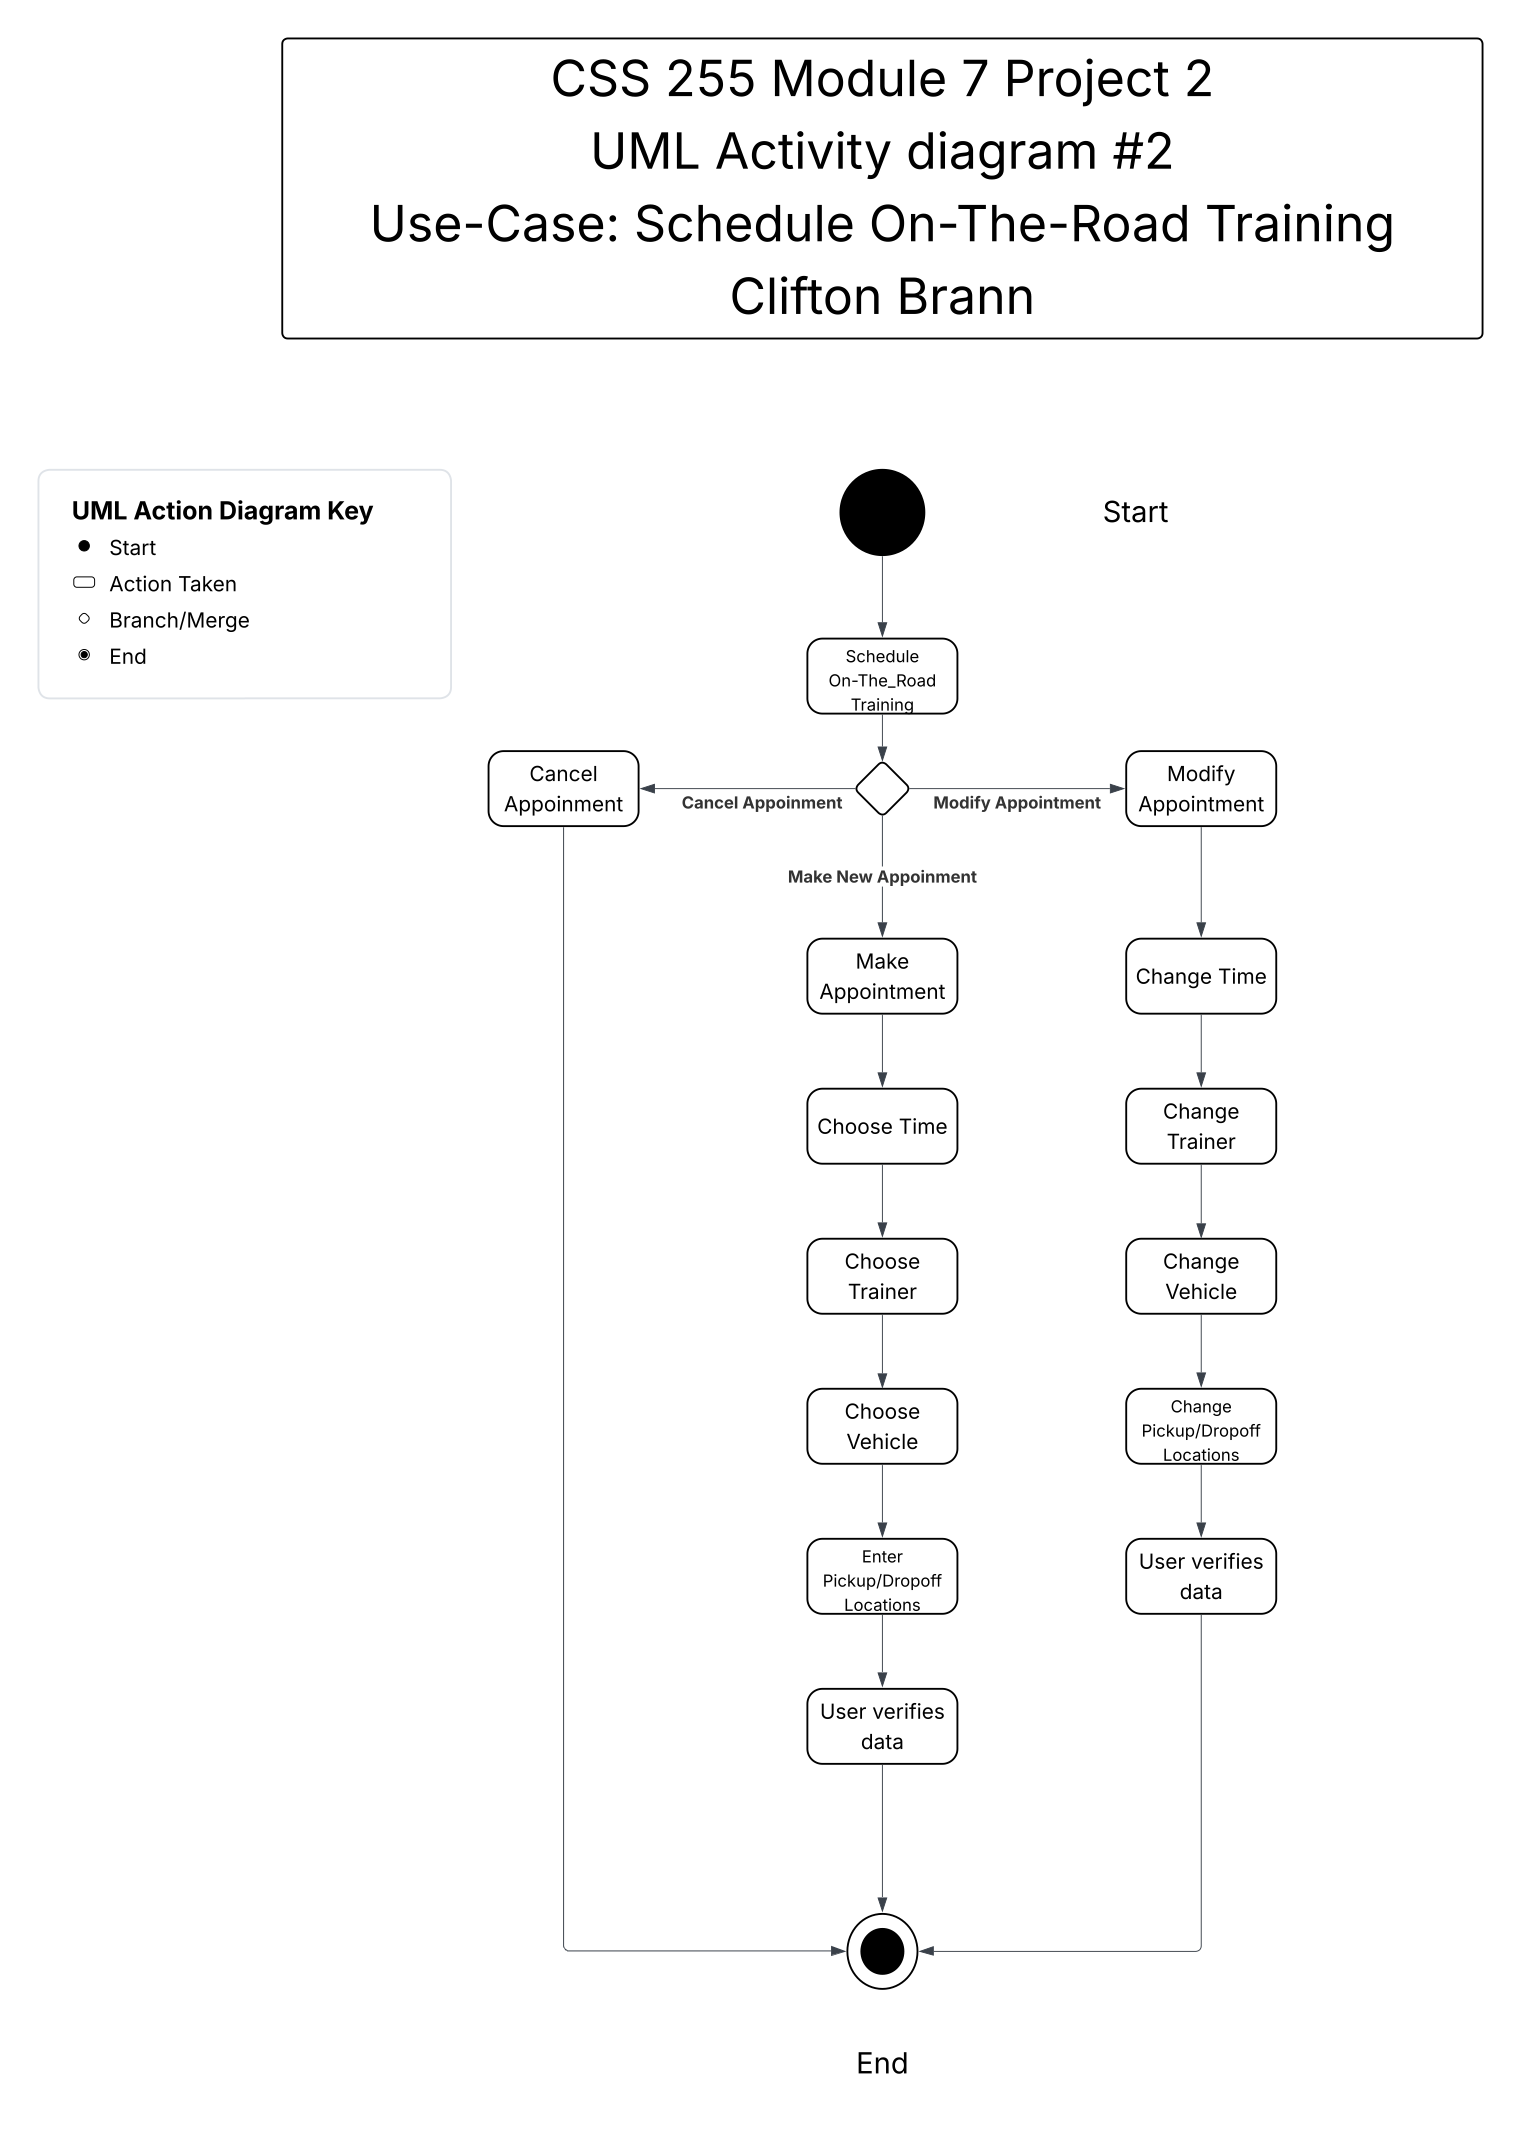 CSS 255 Module 7 Project 2
UML Activity diagram #2
Use-Case: Schedule On-The-Road Training
Clifton Brann
UML Action Diagram Key
Start
Action Taken
Branch/Merge
End
Start
Schedule
On-The_Road
Training
Cancel
Appoinment
Cancel Appoinment
Modify Appointment
Modify
Appointment
Make New Appoinment
Make
Appointment
Change Time
Choose Time
Change
Trainer
Choose
Trainer
Change
Vehicle
Choose
Vehicle
Change
Pickup/Dropoff
Locations
Enter
Pickup/Dropoff
Locations
User verifies
data
User verifies
data
End